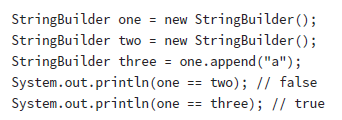 StringBuilder one = new StringBuilder();
StringBuilder two = new StringBuilder();
StringBuilder three = one.append("a");
System.out.println(one == two); // false
System.out.println(one == three); // true